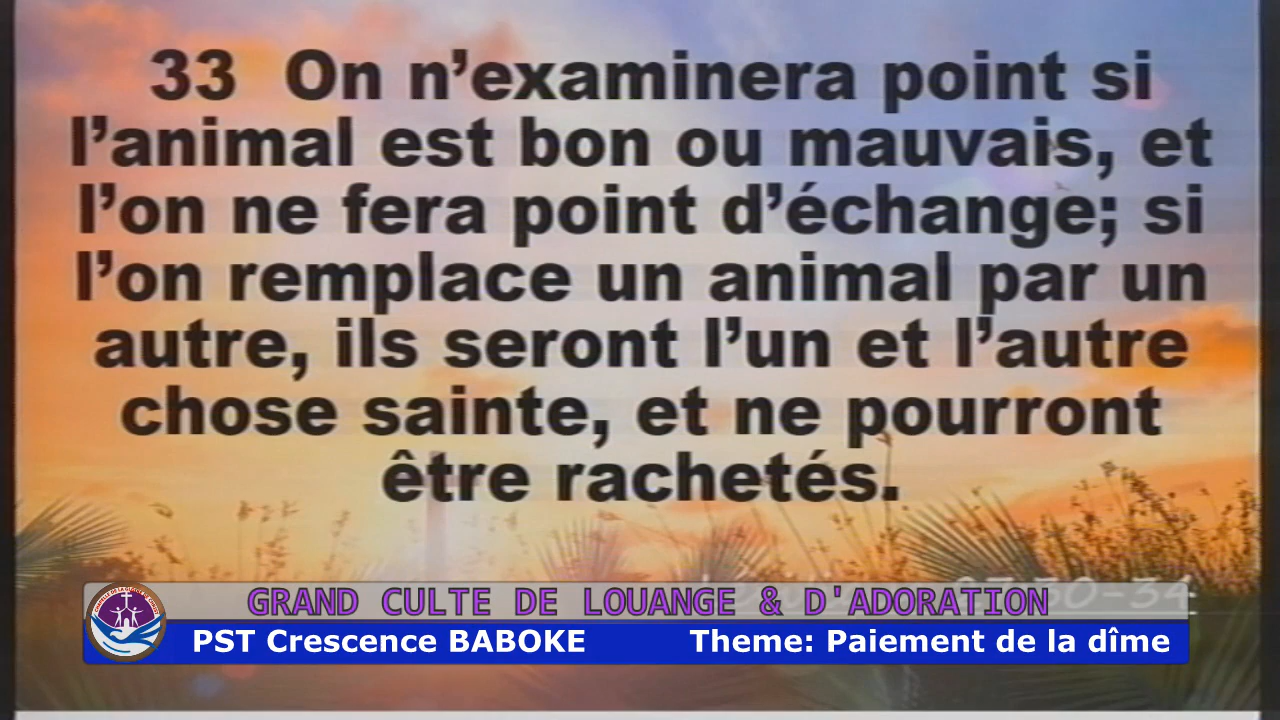 33 On n’examinera point si
l’animal est bon ou mauvais, et
l’on ne fera point d’échange; si
l’on remplace un animal par un
autre, ils seront l’un et l’autre
chose sainte, et ne pourront
être rachetés.
30-34
GRAND CULTE DE LOUANGE & D'ADORATION
PST Crescence BABOKE Theme: Paiement de la dîme